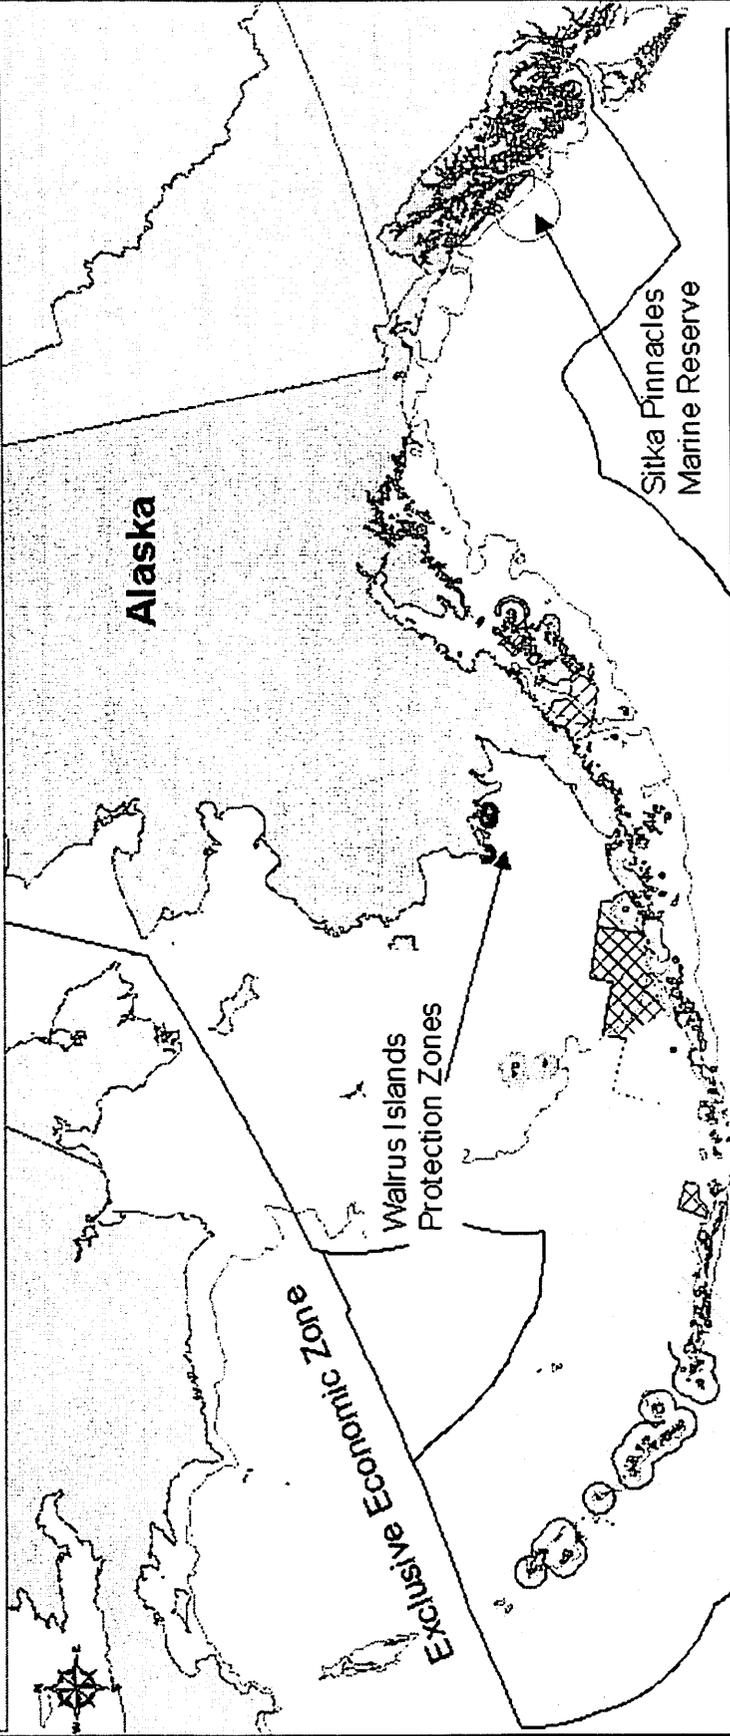 Alaska
Sitka Pinnacles
Marine Reserve
Walrus Islands
Protection Zones
Exclusive Economic Zone